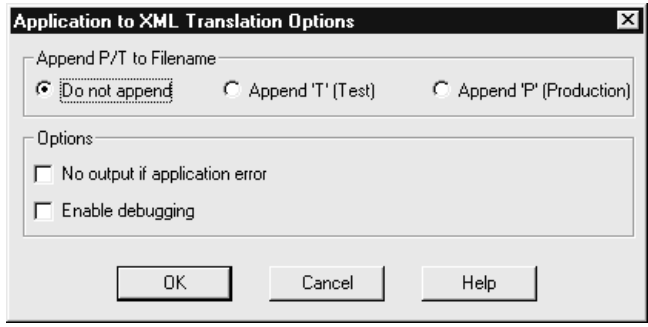 Application to XML Translation Options
Append P/T to Filename
Do not append Append 'T' (Test) Append 'P' (Production)
Options
No output if application error
Enable debugging
OK Cancel Help